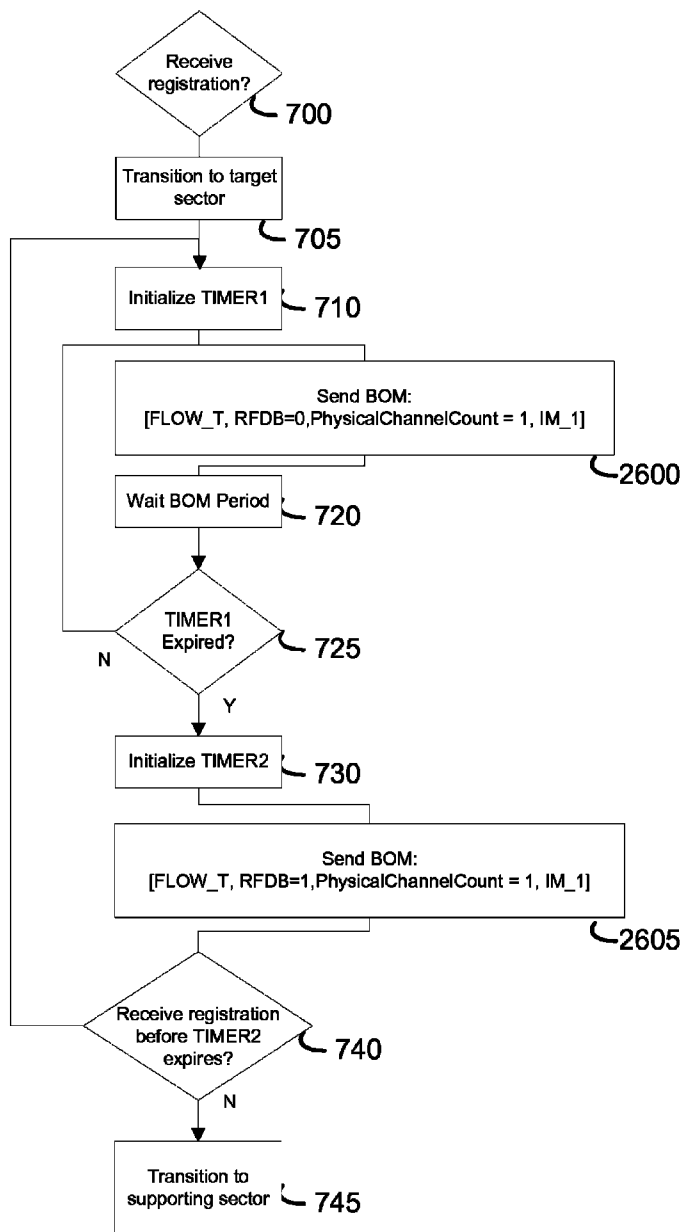 Receive
registration?
700
Transition to target
sector
705
Initialize TIMER1
710
Send BOM:
[FLOW_T, RFDB=0,PhysicalChannelCount = 1, IM_1]
2600
Wait BOM Period
720
TIMER1
Expired?
725
N
Y
Initialize TIMER2
730
Send BOM:
[FLOW_T, RFDB=1,PhysicalChannelCount = 1, IM_1]
2605
Receive registration
before TIMER2
expires?
740
N
Transition to
supporting sector
745